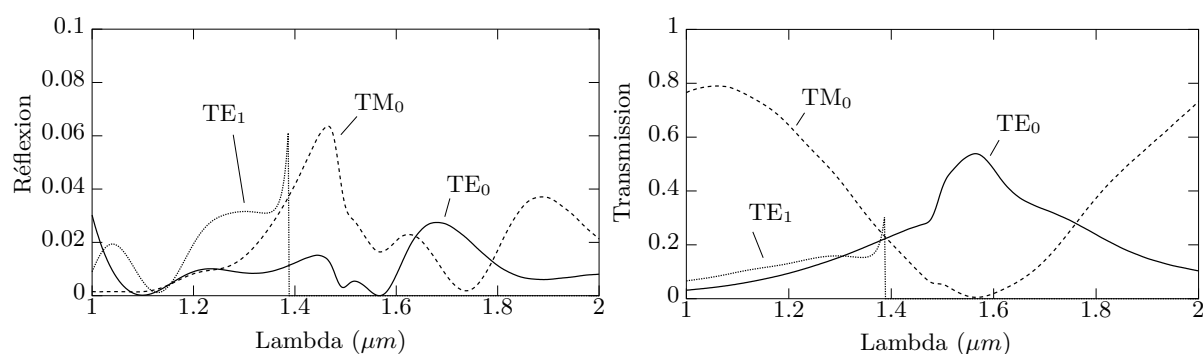 0.1
0.08
0.06
0.04
0.02
0
Réflexion
TE1
TM0
TE0
1 1.2 1.4 1.6 1.8 2
Lambda (μm)
1
0.8
0.6
0.4
0.2
0
Transmission
TM0
TE0
TE1
1 1.2 1.4 1.6 1.8 2
Lambda (μm)